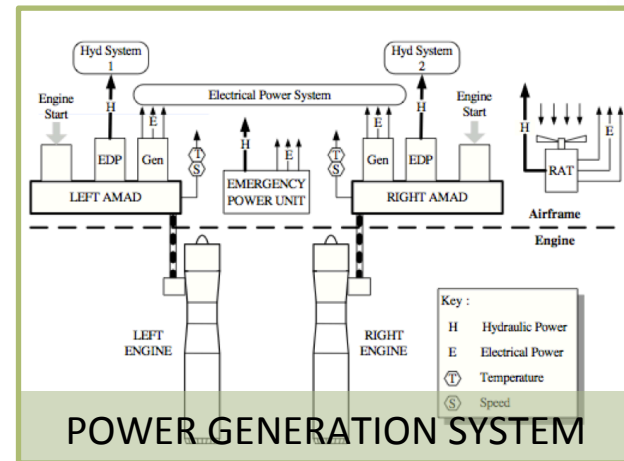 Hyd System
1
Hyd System
2
Engine
Start
Electrical Power System
Engine
Start
H
E
H
E
T
S
H
E
T
S
H
E
EDP
Gen
Gen
EDP
RAT
LEFT AMAD
EMERGENCY
POWER UNIT
RIGHT AMAD
Airframe
Engine
LEFT
ENGINE
RIGHT
ENGINE
Key :
H Hydraulic Power
E Electrical Power
T Temperature
S Speed
POWER GENERATION SYSTEM